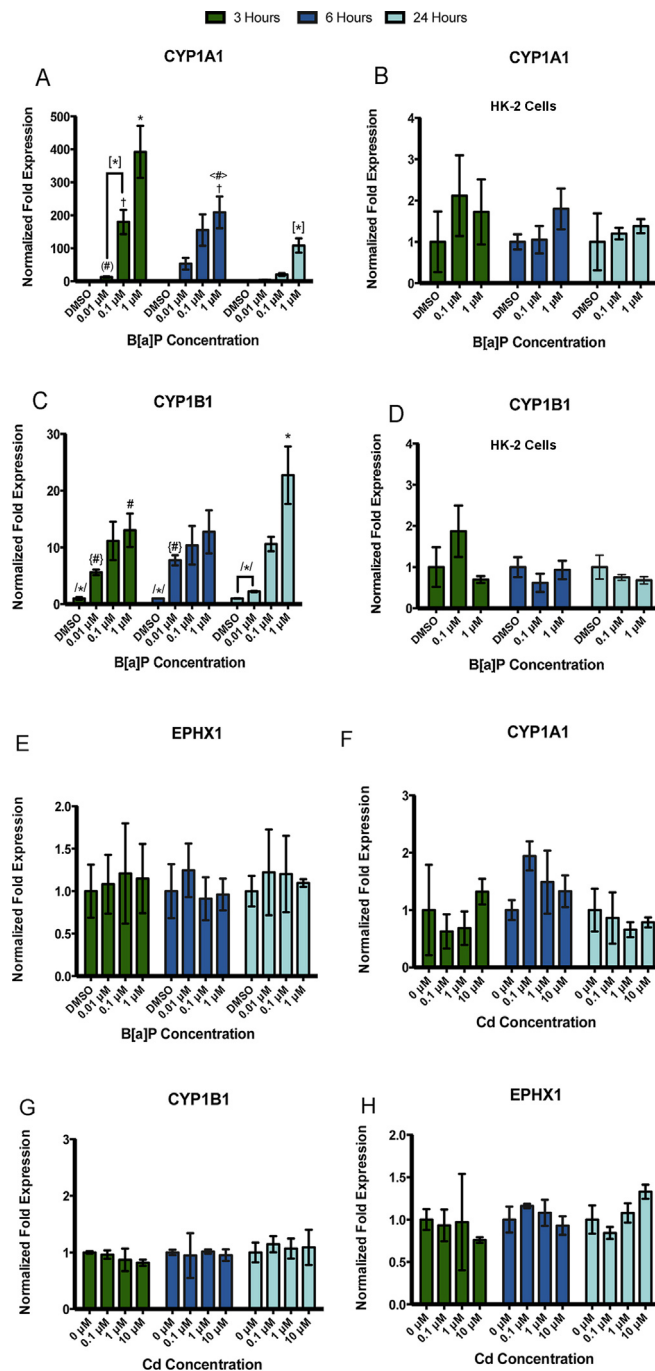 3 Hours 6 Hours 24 Hours
A
CYP1A1
Normalized Fold Expression
500
400
300
200
100
0
(#)
[*]
†
*
<#>
†
[*]
DMSO 0.01 µM 0.1 µM 1 µM DMSO 0.01 µM 0.1 µM 1 µM DMSO 0.01 µM 0.1 µM 1 µM
B[a]P Concentration
B
CYP1A1
HK-2 Cells
Normalized Fold Expression
4
3
2
1
0
DMSO 0.1 µM 1 µM DMSO 0.1 µM 1 µM DMSO 0.1 µM 1 µM
B[a]P Concentration
C
CYP1B1
Normalized Fold Expression
30
20
10
0
/*/
{#}
#
/*/
{#}
/*/
*
DMSO 0.01 µM 0.1 µM 1 µM DMSO 0.01 µM 0.1 µM 1 µM DMSO 0.01 µM 0.1 µM 1 µM
B[a]P Concentration
D
CYP1B1
HK-2 Cells
Normalized Fold Expression
4
3
2
1
0
DMSO 0.1 µM 1 µM DMSO 0.1 µM 1 µM DMSO 0.1 µM 1 µM
B[a]P Concentration
E
EPHX1
Normalized Fold Expression
2.0
1.5
1.0
0.5
0.0
DMSO 0.01 µM 0.1 µM 1 µM DMSO 0.01 µM 0.1 µM 1 µM DMSO 0.01 µM 0.1 µM 1 µM
B[a]P Concentration
F
CYP1A1
Normalized Fold Expression
3
2
1
0
0 µM 0.1 µM 1 µM 10 µM 0 µM 0.1 µM 1 µM 10 µM 0 µM 0.1 µM 1 µM 10 µM
Cd Concentration
G
CYP1B1
Normalized Fold Expression
3
2
1
0
0 µM 0.1 µM 1 µM 10 µM 0 µM 0.1 µM 1 µM 10 µM 0 µM 0.1 µM 1 µM 10 µM
Cd Concentration
H
EPHX1
Normalized Fold Expression
2.0
1.5
1.0
0.5
0.0
0 µM 0.1 µM 1 µM 10 µM 0 µM 0.1 µM 1 µM 10 µM 0 µM 0.1 µM 1 µM 10 µM
Cd Concentration